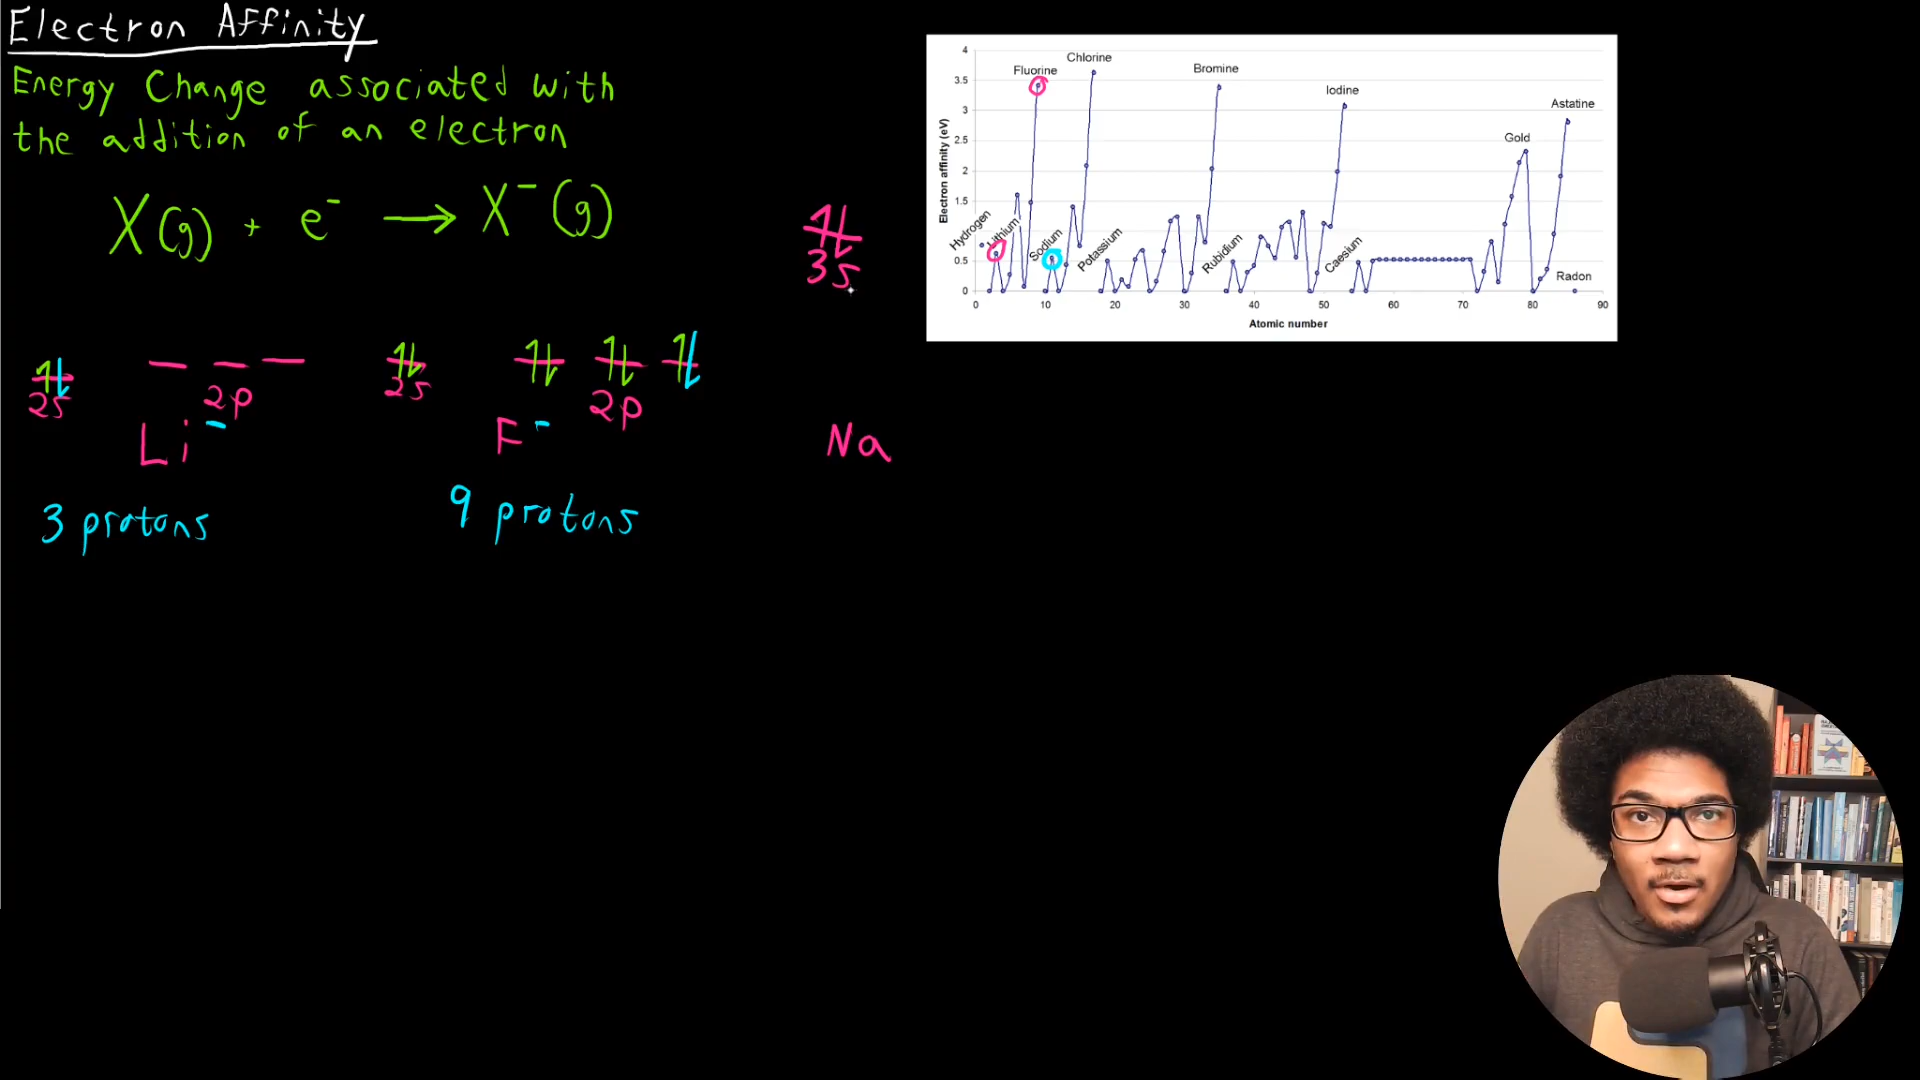 Electron Affinity
Energy Change associated with
the addition of an electron
X(g) + e⁻ → X⁻(g)
3s
2s
2p
Li⁻
2s
2p
F⁻
Na
3 protons
9 protons
Electron affinity (eV)
4
3.5
3
2.5
2
1.5
0.5
0
Hydrogen
Lithium
Fluorine
Sodium
Chlorine
Potassium
Bromine
Rubidium
Iodine
Caesium
Gold
Astatine
Radon
0 10 20 30 40 50 60 70 80 90
Atomic number